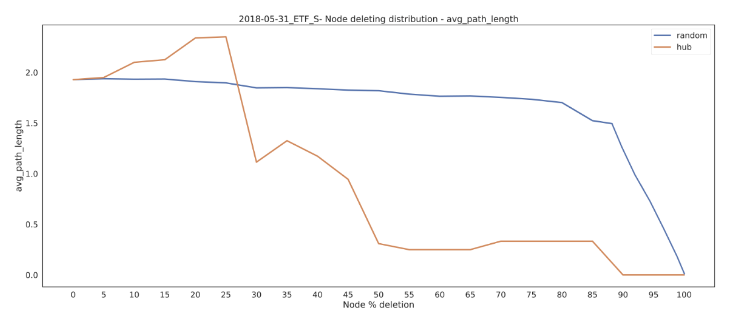 2018-05-31_ETF_S- Node deleting distribution - avg_path_length
random
hub
avg_path_length
2.0
1.5
1.0
0.5
0.0
0 5 10 15 20 25 30 35 40 45 50 55 60 65 70 75 80 85 90 95 100
Node % deletion